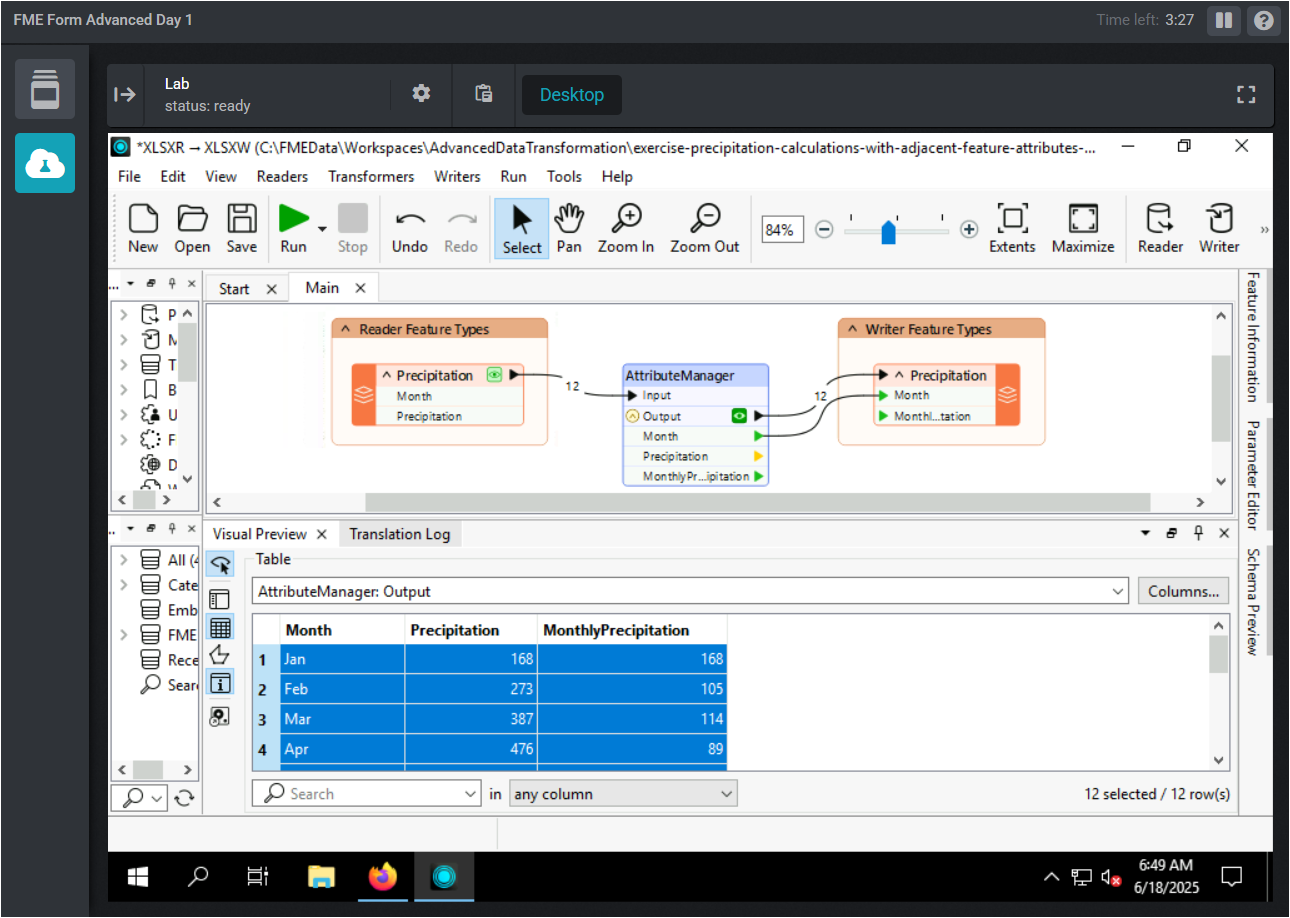 FME Form Advanced Day 1
Time left: 3:27
Lab
status: ready
Desktop
*XLSXR → XLSXW (C:\FMEData\Workspaces\AdvancedDataTransformation\exercise-precipitation-calculations-with-adjacent-feature-attributes-...
File Edit View Readers Transformers Writers Run Tools Help
New Open Save Run Stop Undo Redo Select Pan Zoom In Zoom Out 84% Extents Maximize Reader Writer »
...
Start Main
P
M
T
B
U
F
D
Reader Feature Types
Precipitation
Month
Precipitation
12
AttributeManager
Input
Output
Month
Precipitation
MonthlyPr...ipitation
12
Writer Feature Types
Precipitation
Month
Monthl...tation
Feature Information
Parameter Editor
Schema Preview
..
All (4
Cate
Emb
FME
Rece
Sear
Visual Preview Translation Log
Table
AttributeManager: Output
Columns...
Month Precipitation MonthlyPrecipitation
1 Jan 168 168
2 Feb 273 105
3 Mar 387 114
4 Apr 476 89
Search in any column 12 selected / 12 row(s)
6:49 AM
6/18/2025